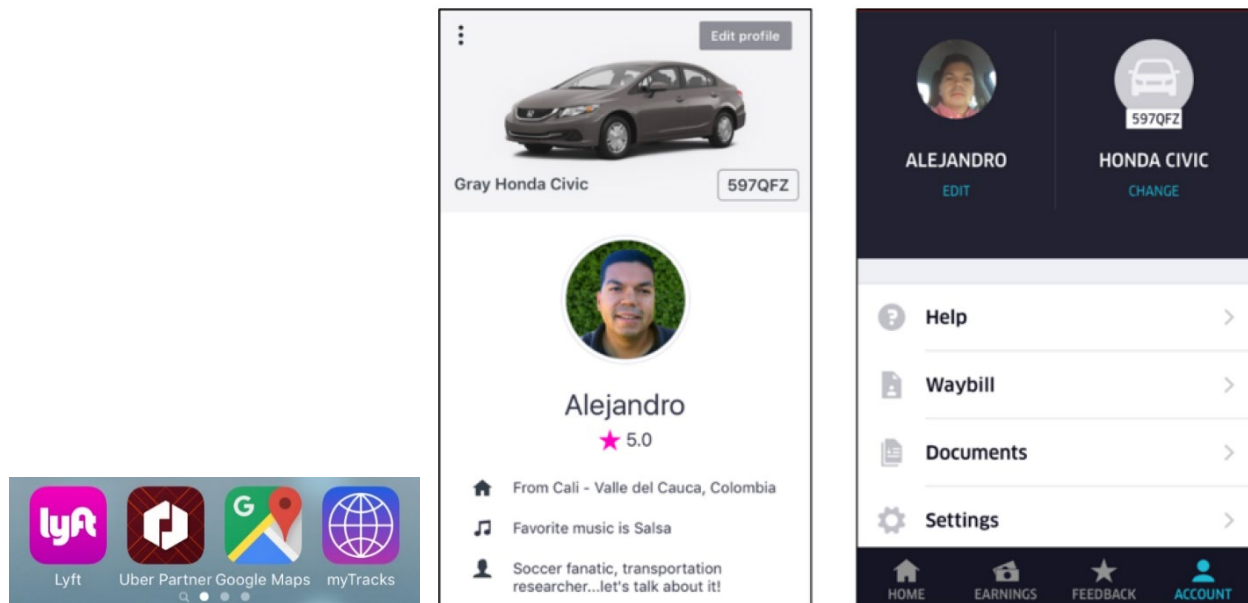 lyft
G
Lyft
Uber Partner
Google Maps
myTracks
Edit profile
Gray Honda Civic
597QFZ
Alejandro
5.0
From Cali - Valle del Cauca, Colombia
Favorite music is Salsa
Soccer fanatic, transportation
researcher...let's talk about it!
597QFZ
ALEJANDRO
HONDA CIVIC
EDIT
CHANGE
Help
Waybill
Documents
Settings
HOME
EARNINGS
FEEDBACK
ACCOUNT